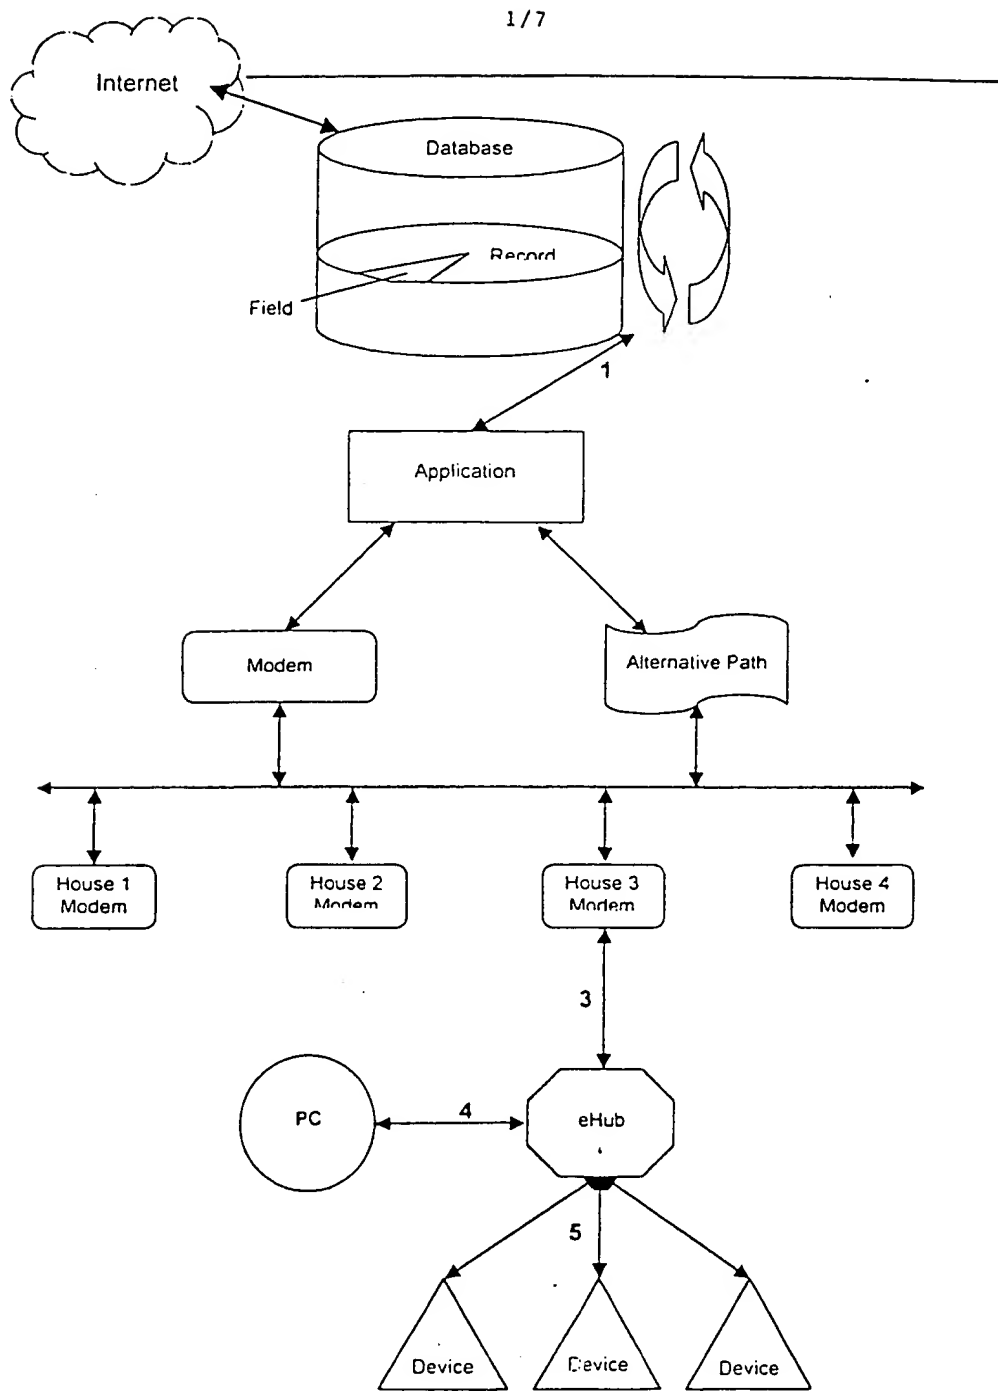 1/7
Internet
Database
Record
Field
1
Application
Modem
Alternative Path
House 1
Modem
House 2
Modem
House 3
Modem
House 4
Modem
3
PC
4
eHub
5
Device
Device
Device